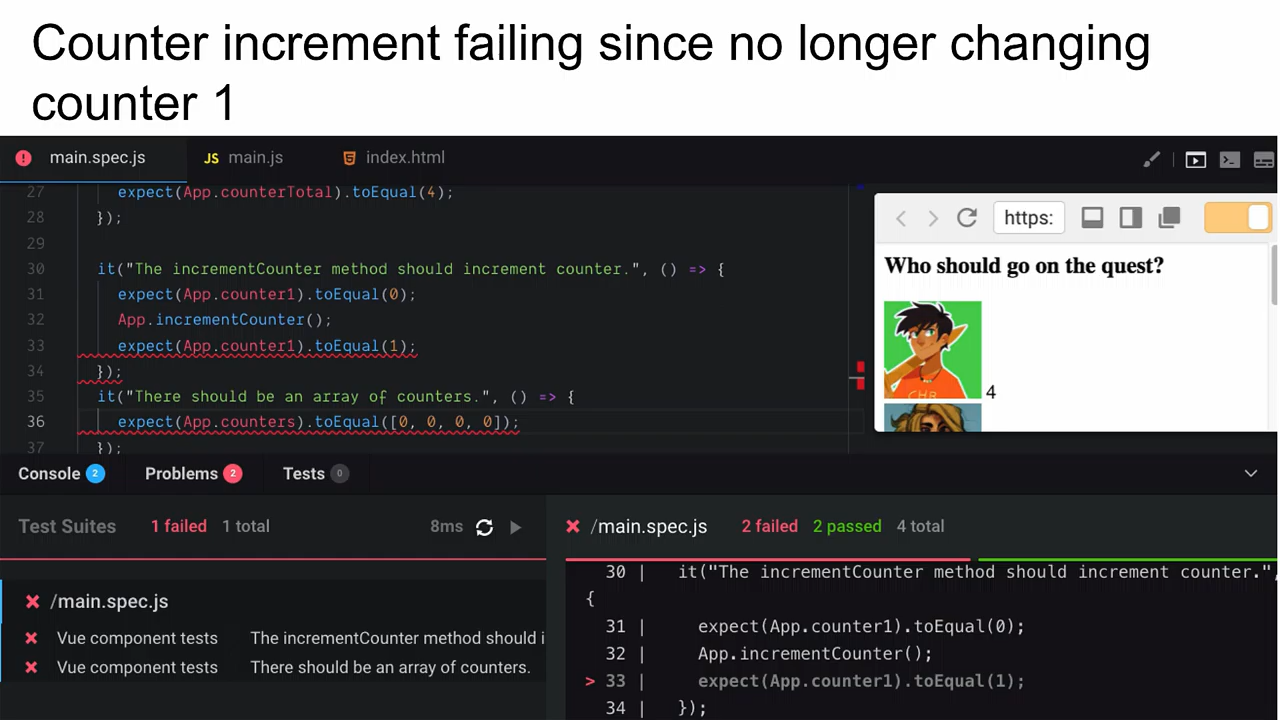 Counter increment failing since no longer changing
counter 1
main.spec.js
JS main.js
index.html
27 expect(App.counterTotal).toEqual(4);
28 });
29
30 it("The incrementCounter method should increment counter.", () => {
31 expect(App.counter1).toEqual(0);
32 App.incrementCounter();
33 expect(App.counter1).toEqual(1);
34 });
35 it("There should be an array of counters.", () => {
36 expect(App.counters).toEqual([0, 0, 0, 0]);
37 });
https:
Who should go on the quest?
CHR
4
Console 2 Problems 2 Tests 0
Test Suites 1 failed 1 total 8ms
/main.spec.js
Vue component tests The incrementCounter method should i
Vue component tests There should be an array of counters.
/main.spec.js 2 failed 2 passed 4 total
30 | it("The incrementCounter method should increment counter.",
{
31 | expect(App.counter1).toEqual(0);
32 | App.incrementCounter();
> 33 | expect(App.counter1).toEqual(1);
34 | });